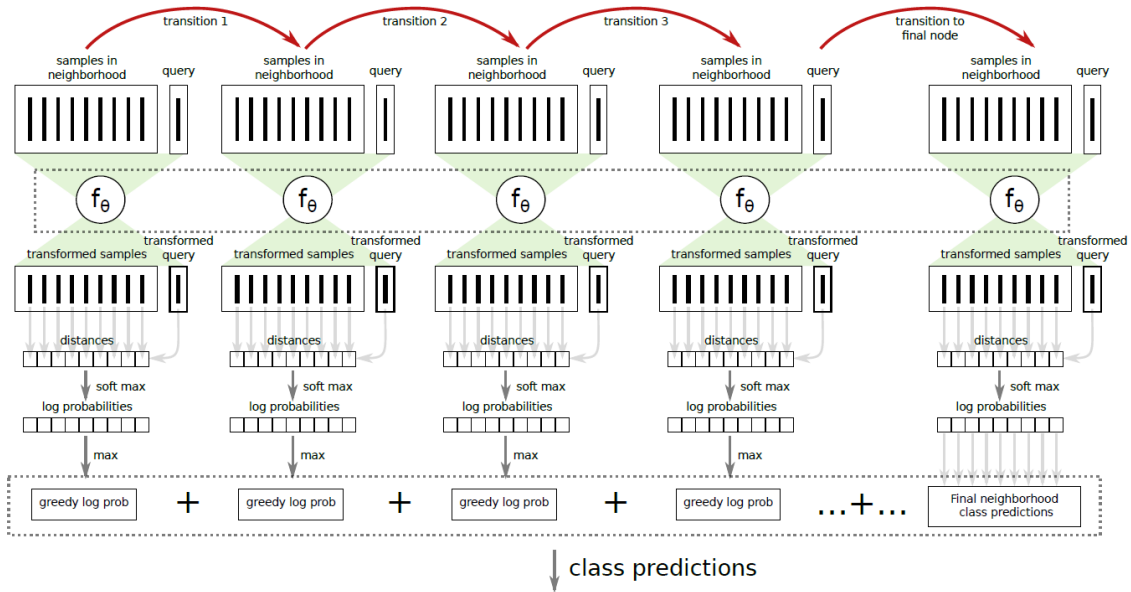 transition 1
transition 2
transition 3
transition to
final node
samples in
neighborhood
query
samples in
neighborhood
query
samples in
neighborhood
query
samples in
neighborhood
query
samples in
neighborhood
query
fθ
fθ
fθ
fθ
fθ
transformed samples
transformed
query
transformed samples
transformed
query
transformed samples
transformed
query
transformed samples
transformed
query
transformed samples
transformed
query
distances
distances
distances
distances
distances
soft max
soft max
soft max
soft max
soft max
log probabilities
log probabilities
log probabilities
log probabilities
log probabilities
max
max
max
max
greedy log prob
+
greedy log prob
+
greedy log prob
+
greedy log prob
...+...
Final neighborhood
class predictions
class predictions